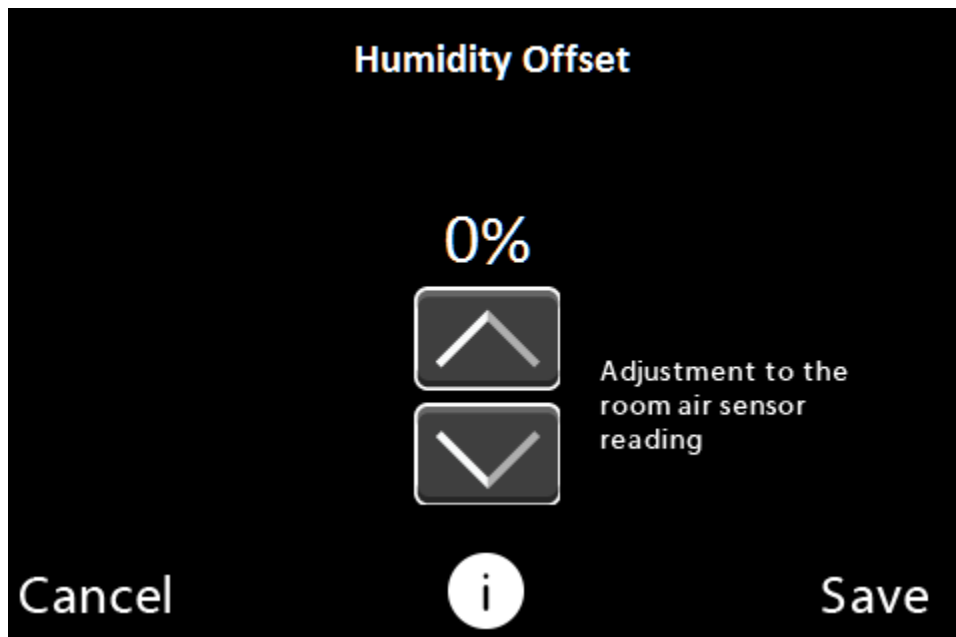 Humidity Offset
0%
Adjustment to the
room air sensor
reading
Cancel
i
Save